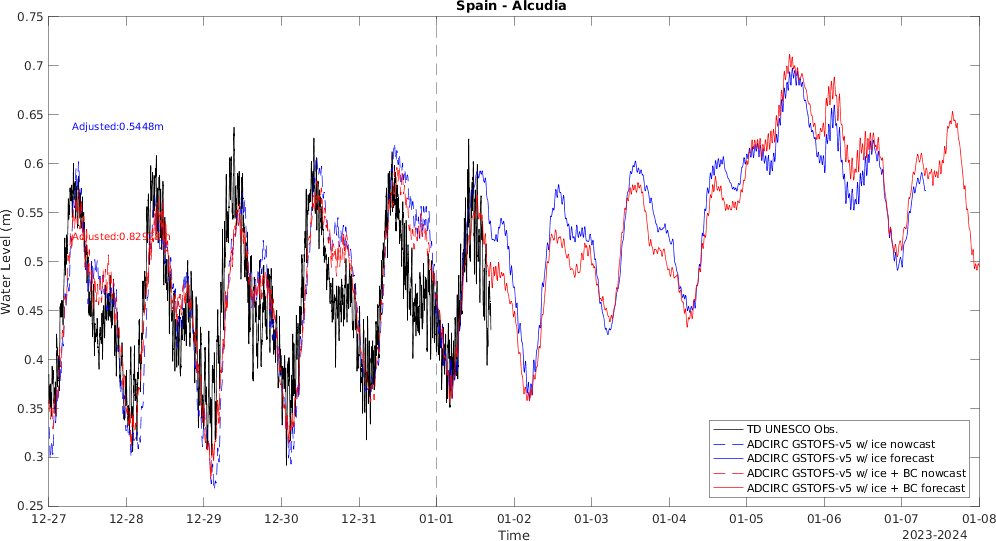 Spain - Alcudia
0.75
0.7
0.65
0.6
0.55
0.5
0.45
0.4
0.35
0.3
0.25
Water Level (m)
Adjusted:0.5448m
TD UNESCO Obs.
ADCIRC GSTOFS-v5 w/ ice nowcast
ADCIRC GSTOFS-v5 w/ ice forecast
ADCIRC GSTOFS-v5 w/ ice + BC nowcast
ADCIRC GSTOFS-v5 w/ ice + BC forecast
12-27 12-28 12-29 12-30 12-31 01-01 01-02 01-03 01-04 01-05 01-06 01-07 01-08
Time
2023-2024